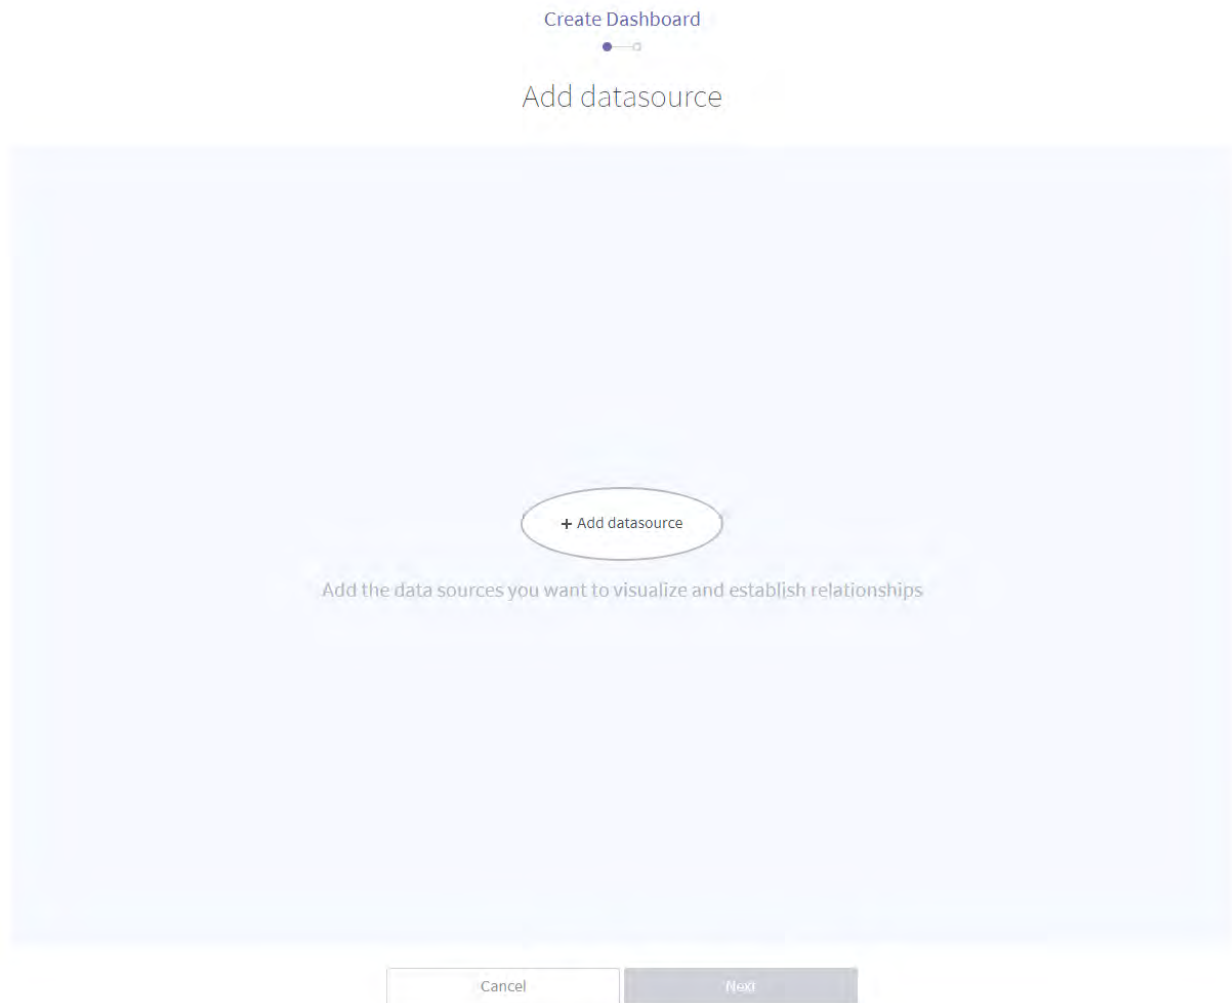 Create Dashboard
Add datasource
+ Add datasource
Add the data sources you want to visualize and establish relationships
Cancel
Next